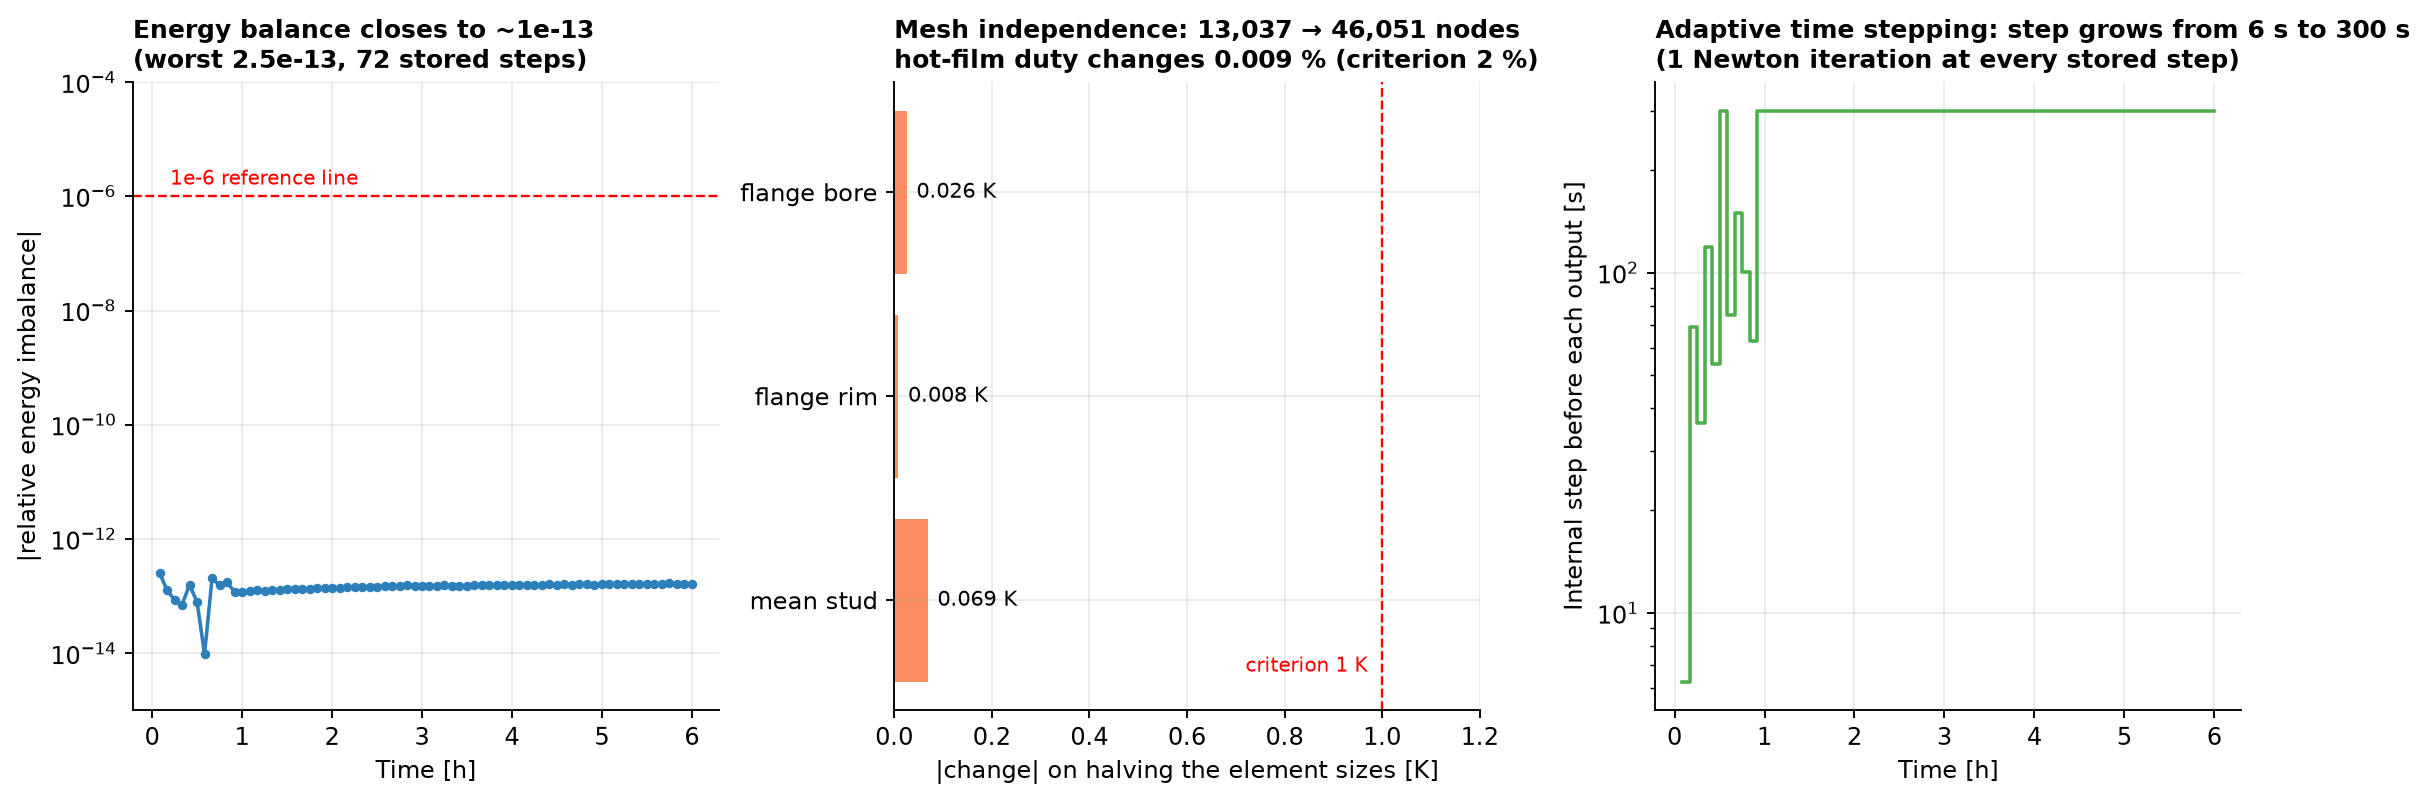 Energy balance closes to ~1e-13
(worst 2.5e-13, 72 stored steps)
|relative energy imbalance|
10⁻⁴
10⁻⁶
10⁻⁸
10⁻¹⁰
10⁻¹²
10⁻¹⁴
1e-6 reference line
0 1 2 3 4 5 6
Time [h]
Mesh independence: 13,037 → 46,051 nodes
hot-film duty changes 0.009 % (criterion 2 %)
flange bore
0.026 K
flange rim
0.008 K
mean stud
0.069 K
criterion 1 K
0.0 0.2 0.4 0.6 0.8 1.0 1.2
|change| on halving the element sizes [K]
Adaptive time stepping: step grows from 6 s to 300 s
(1 Newton iteration at every stored step)
Internal step before each output [s]
10²
10¹
0 1 2 3 4 5 6
Time [h]